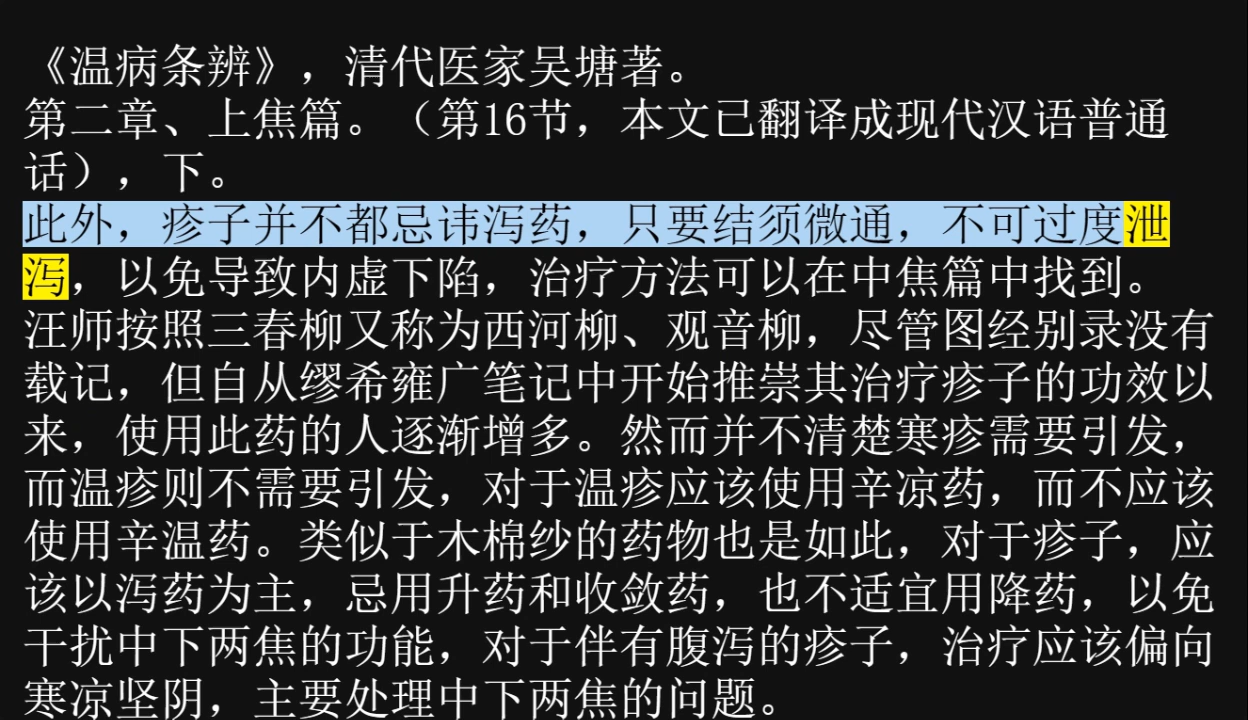 《温病条辨》，清代医家吴塘著。
第二章、上焦篇。（第16节，本文已翻译成现代汉语普通
话），下。
此外，疹子并不都忌讳泻药，只要结须微通，不可过度泄
泻，以免导致内虚下陷，治疗方法可以在中焦篇中找到。
汪师按照三春柳又称为西河柳、观音柳，尽管图经别录没有
载记，但自从缪希雍广笔记中开始推崇其治疗疹子的功效以
来，使用此药的人逐渐增多。然而并不清楚寒疹需要引发，
而温疹则不需要引发，对于温疹应该使用辛凉药，而不应该
使用辛温药。类似于木棉纱的药物也是如此，对于疹子，应
该以泻药为主，忌用升药和收敛药，也不适宜用降药，以免
干扰中下两焦的功能，对于伴有腹泻的疹子，治疗应该偏向
寒凉坚阴，主要处理中下两焦的问题。